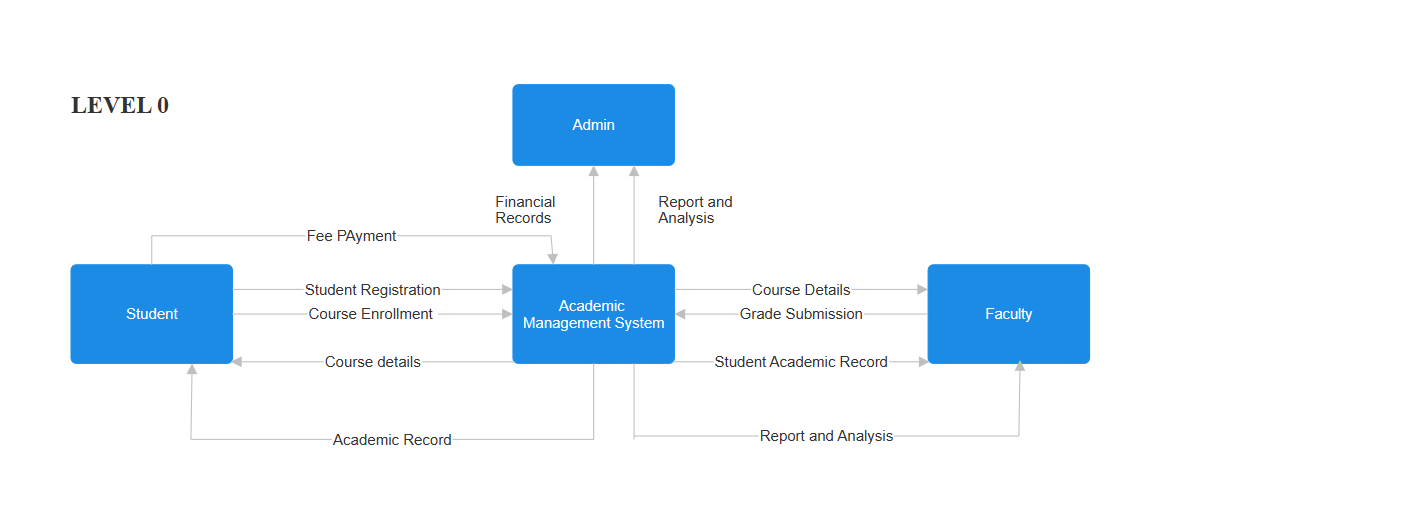 LEVEL 0
Admin
Financial
Records
Report and
Analysis
Fee PAyment
Student Registration
Course Enrollment
Course details
Academic Record
Student
Academic
Management System
Course Details
Grade Submission
Student Academic Record
Report and Analysis
Faculty